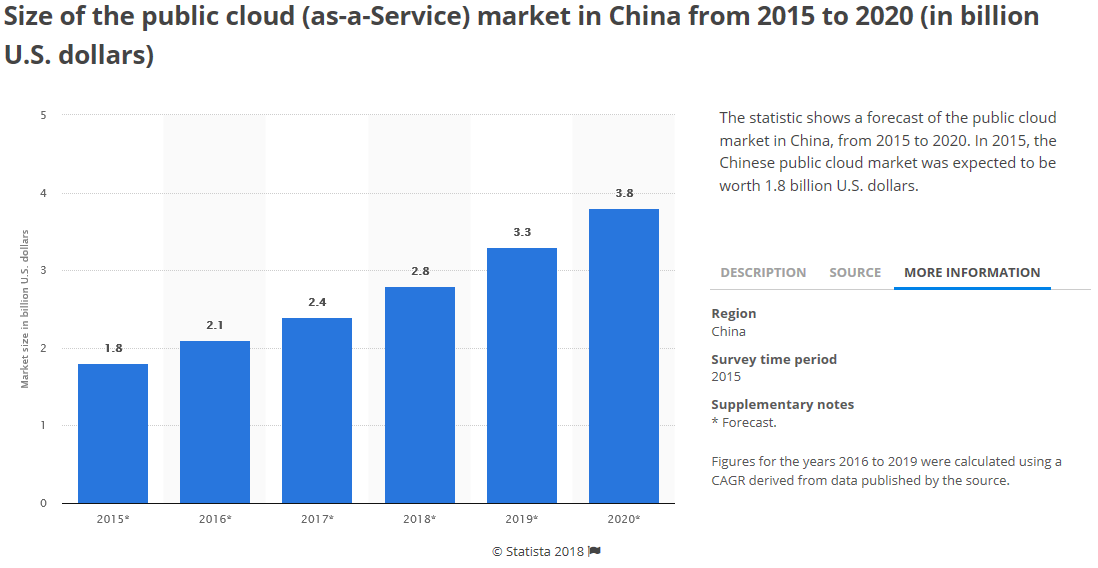 Size of the public cloud (as-a-Service) market in China from 2015 to 2020 (in billion
U.S. dollars)
5
4
3
2
1
0
Market size in billion U.S. dollars
1.8
2.1
2.4
2.8
3.3
3.8
2015*
2016*
2017*
2018*
2019*
2020*
© Statista 2018
The statistic shows a forecast of the public cloud
market in China, from 2015 to 2020. In 2015, the
Chinese public cloud market was expected to be
worth 1.8 billion U.S. dollars.
DESCRIPTION SOURCE MORE INFORMATION
Region
China
Survey time period
2015
Supplementary notes
* Forecast.
Figures for the years 2016 to 2019 were calculated using a
CAGR derived from data published by the source.